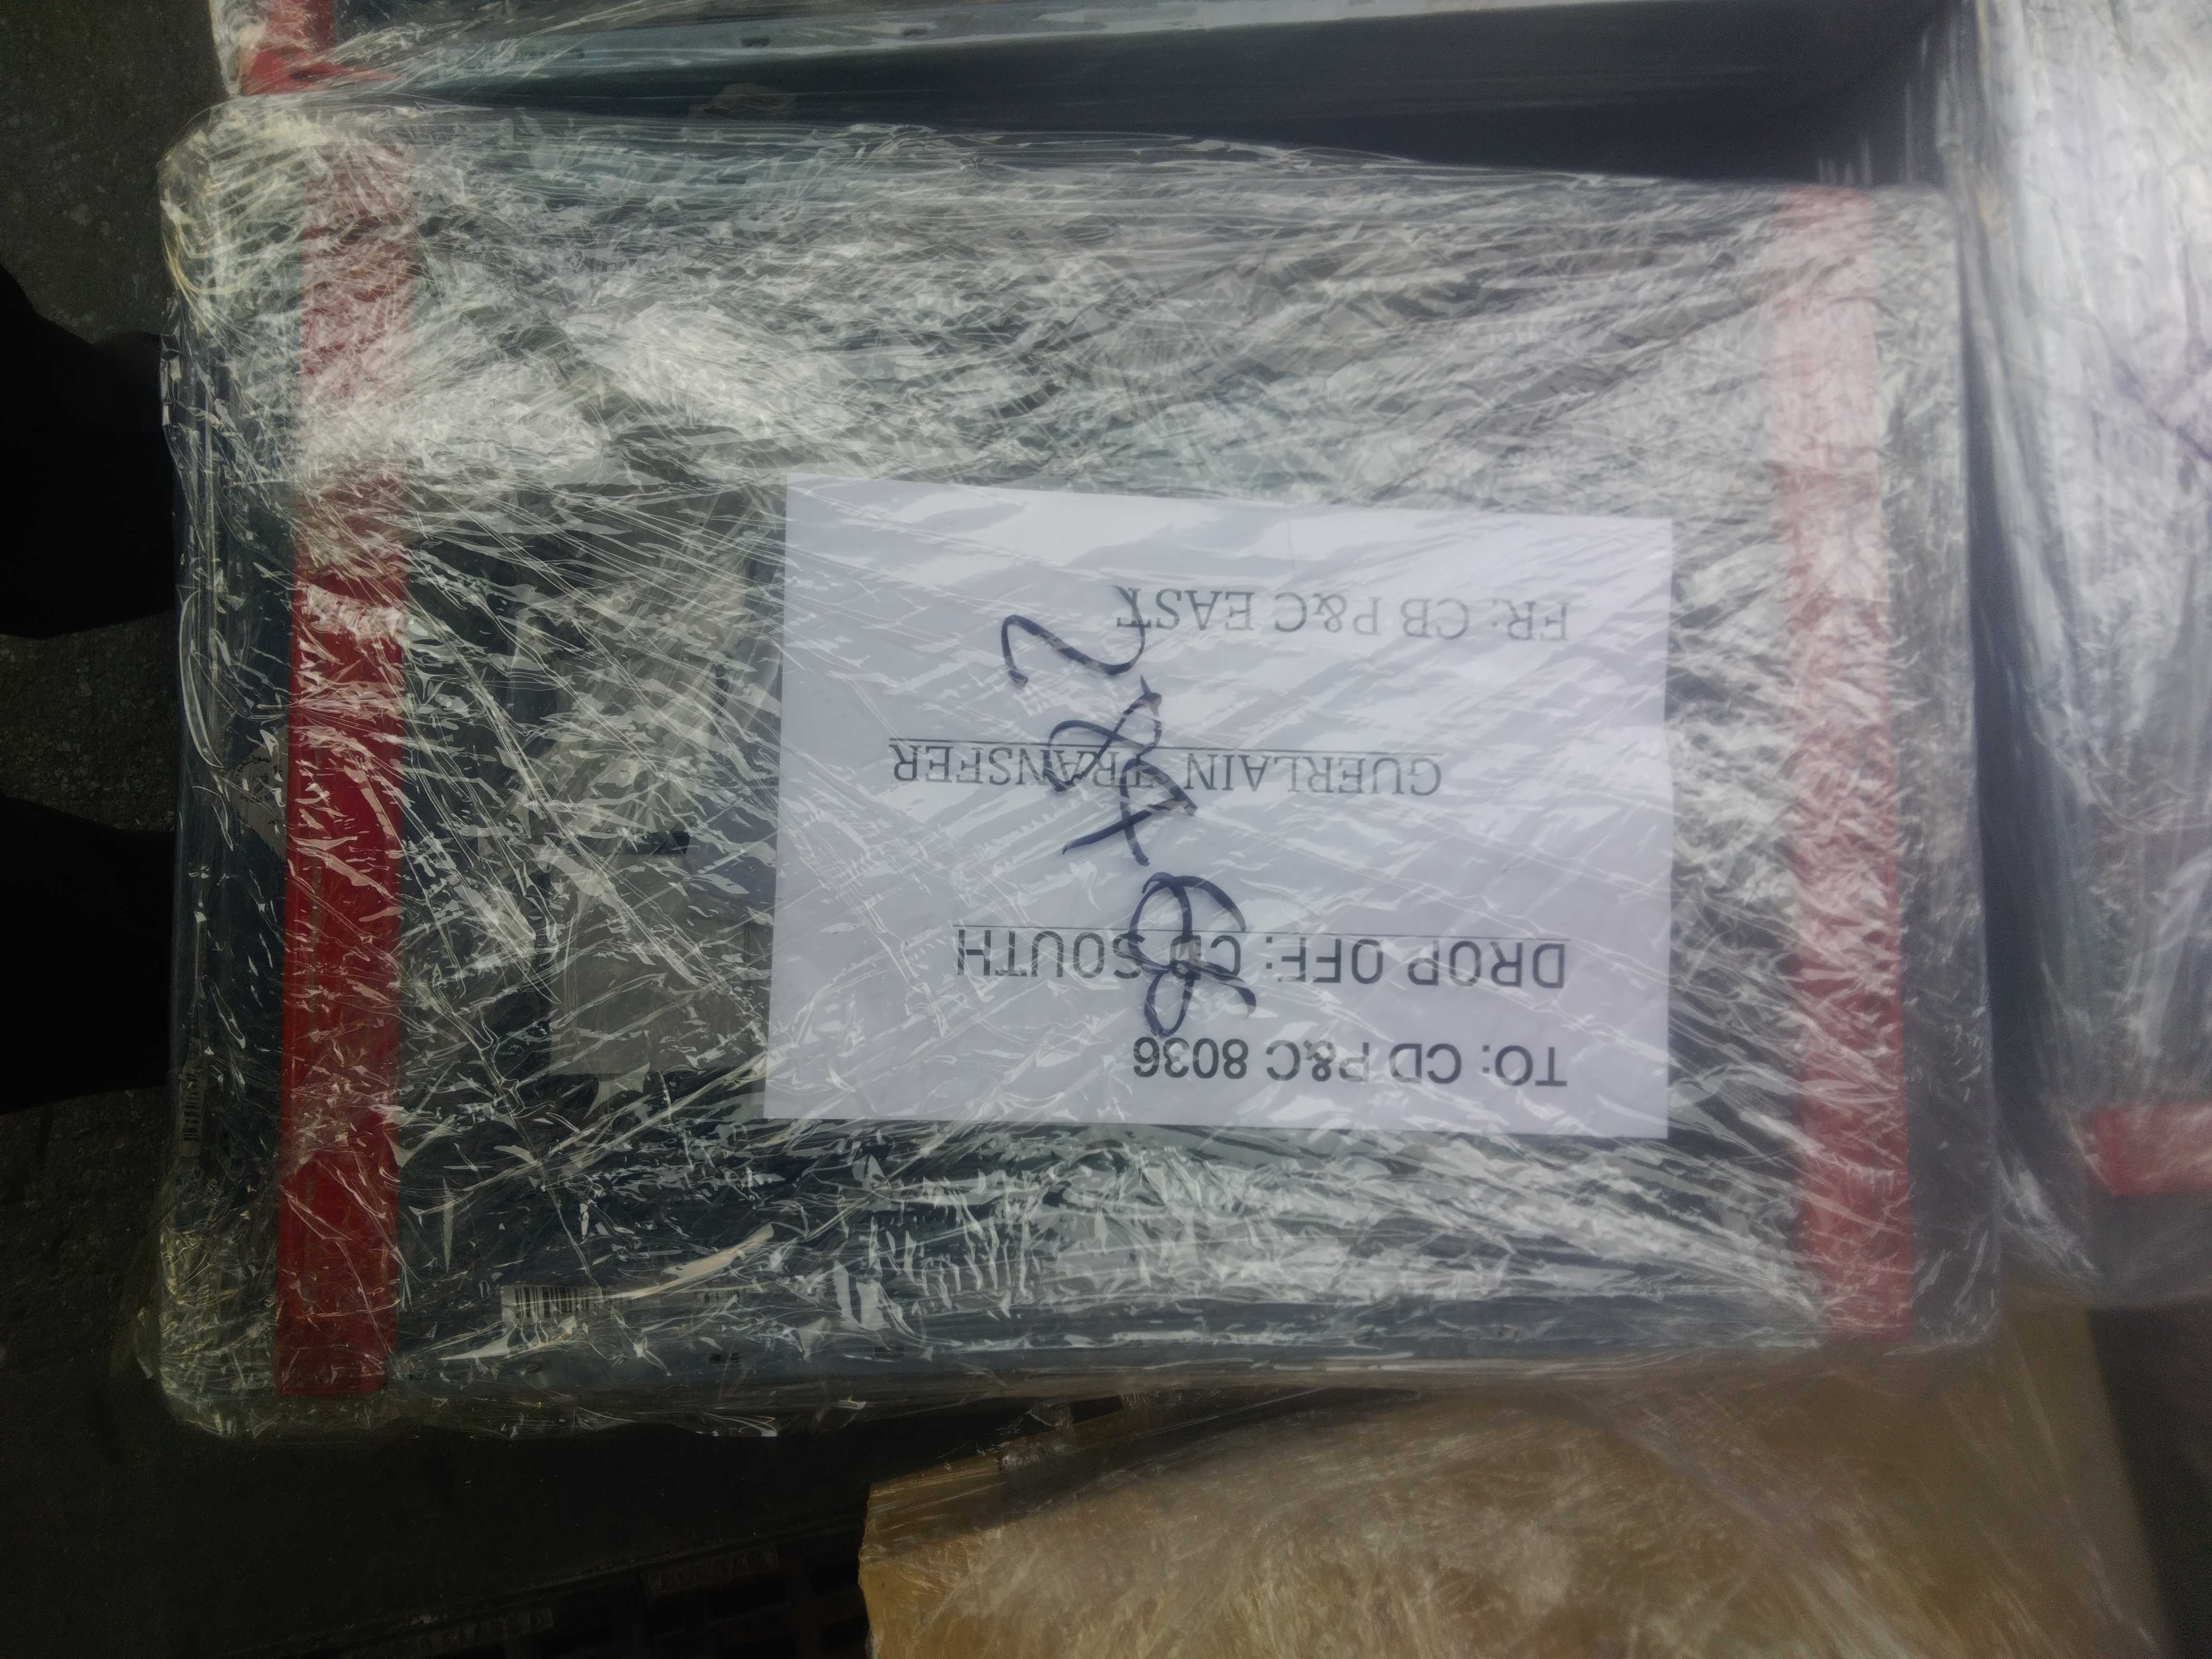 TO: CD P&C 8036
DROP OFF: CD SOUTH
GUERLAIN TRANSFER
FR: CB P&C EAST